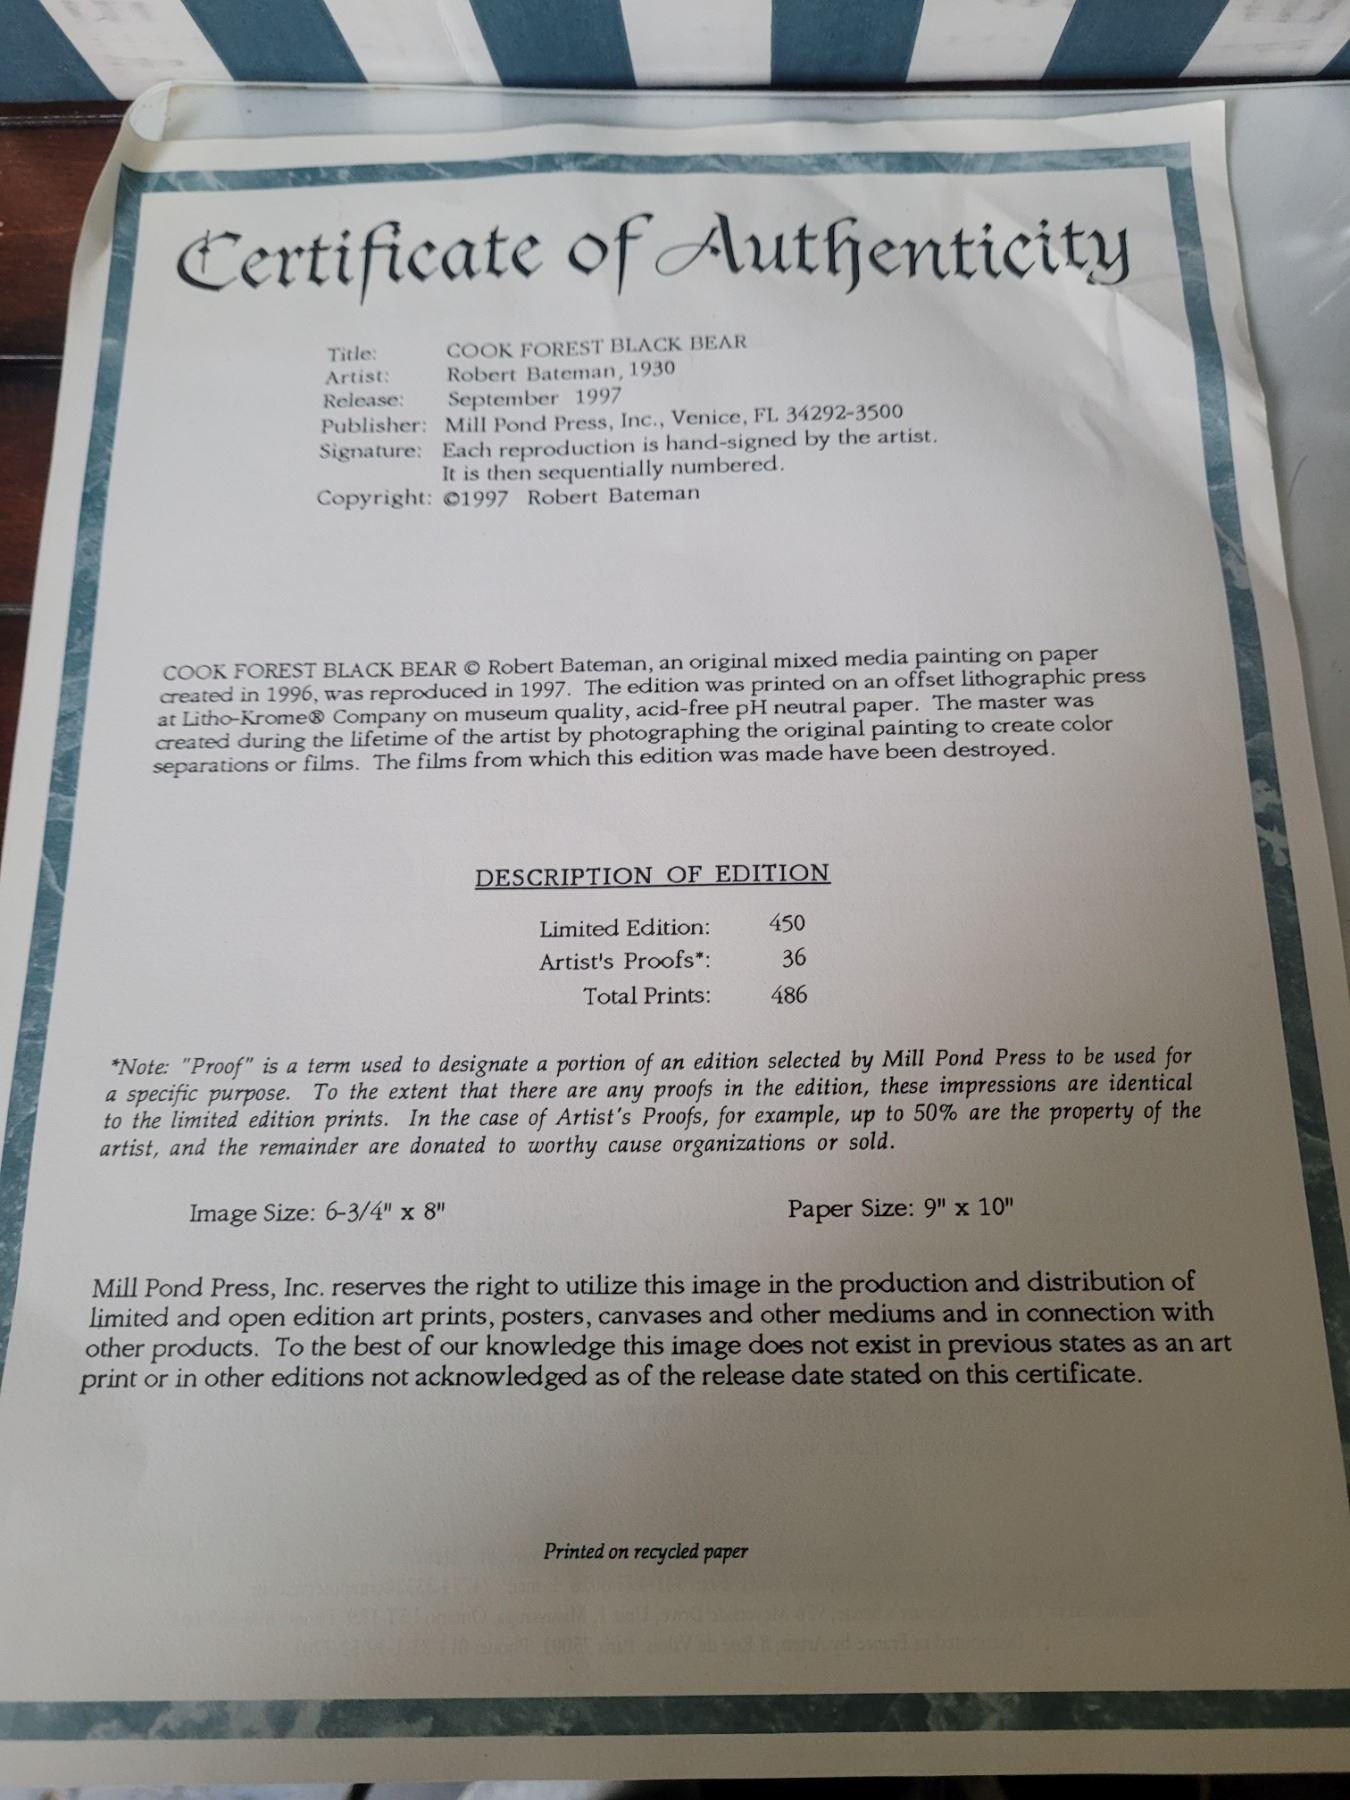 Certificate of Authenticity
Title: COOK FOREST BLACK BEAR
Artist: Robert Bateman, 1930
Release: September 1997
Publisher: Mill Pond Press, Inc., Venice, FL 34292-3500
Signature: Each reproduction is hand-signed by the artist.
It is then sequentially numbered.
Copyright: ©1997 Robert Bateman
COOK FOREST BLACK BEAR © Robert Bateman, an original mixed media painting on paper
created in 1996, was reproduced in 1997. The edition was printed on an offset lithographic press
at Litho-Krome® Company on museum quality, acid-free pH neutral paper. The master was
created during the lifetime of the artist by photographing the original painting to create color
separations or films. The films from which this edition was made have been destroyed.
DESCRIPTION OF EDITION
Limited Edition: 450
Artist's Proofs*: 36
Total Prints: 486
*Note: "Proof" is a term used to designate a portion of an edition selected by Mill Pond Press to be used for
a specific purpose. To the extent that there are any proofs in the edition, these impressions are identical
to the limited edition prints. In the case of Artist's Proofs, for example, up to 50% are the property of the
artist, and the remainder are donated to worthy cause organizations or sold.
Image Size: 6-3/4" x 8" Paper Size: 9" x 10"
Mill Pond Press, Inc. reserves the right to utilize this image in the production and distribution of
limited and open edition art prints, posters, canvases and other mediums and in connection with
other products. To the best of our knowledge this image does not exist in previous states as an art
print or in other editions not acknowledged as of the release date stated on this certificate.
Printed on recycled paper